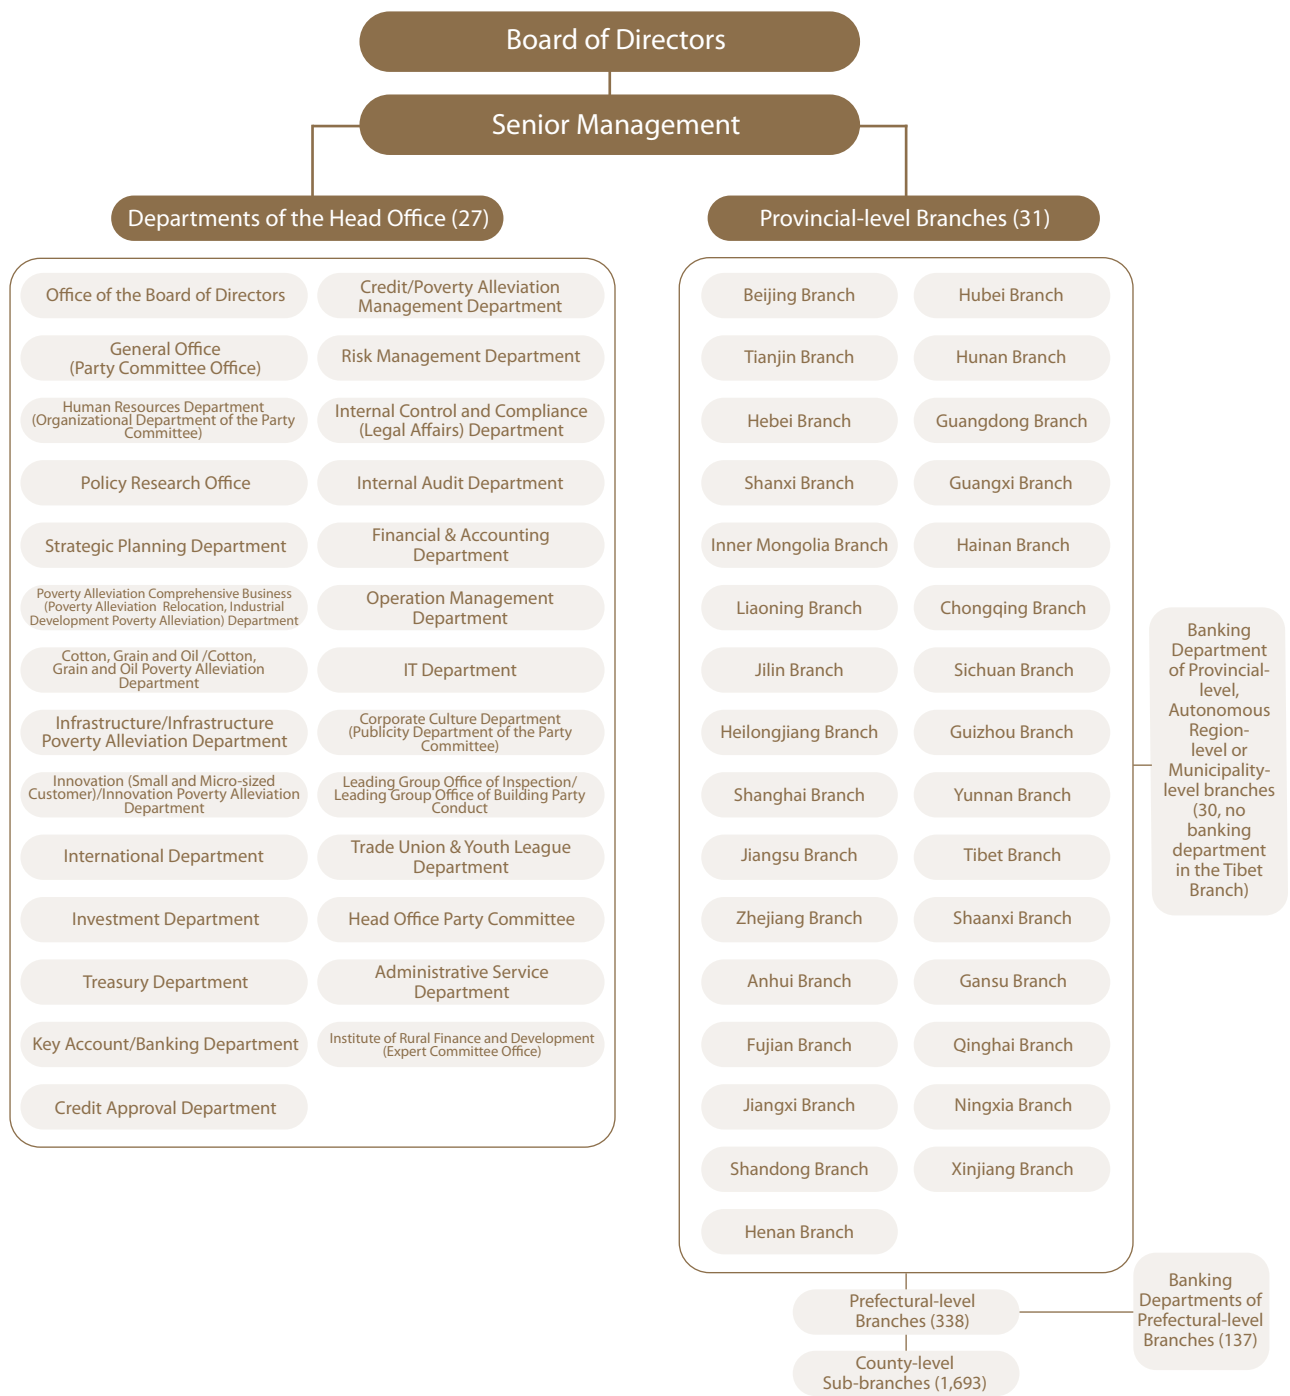 Board of Directors
Senior Management
Departments of the Head Office (27)
Office of the Board of Directors
General Office
(Party Committee Office)
Human Resources Department
(Organizational Department of the Party
Committee)
Policy Research Office
Strategic Planning Department
Poverty Alleviation Comprehensive Business
(Poverty Alleviation Relocation, Industrial
Development Poverty Alleviation) Department
Cotton, Grain and Oil /Cotton,
Grain and Oil Poverty Alleviation
Department
Infrastructure/Infrastructure
Poverty Alleviation Department
Innovation (Small and Micro-sized
Customer)/Innovation Poverty Alleviation
Department
International Department
Investment Department
Treasury Department
Key Account/Banking Department
Credit Approval Department
Credit/Poverty Alleviation
Management Department
Risk Management Department
Internal Control and Compliance
(Legal Affairs) Department
Internal Audit Department
Financial & Accounting
Department
Operation Management
Department
IT Department
Corporate Culture Department
(Publicity Department of the Party
Committee)
Leading Group Office of Inspection/
Leading Group Office of Building Party
Conduct
Trade Union & Youth League
Department
Head Office Party Committee
Administrative Service
Department
Institute of Rural Finance and Development
(Expert Committee Office)
Provincial-level Branches (31)
Beijing Branch
Tianjin Branch
Hebei Branch
Shanxi Branch
Inner Mongolia Branch
Liaoning Branch
Jilin Branch
Heilongjiang Branch
Shanghai Branch
Jiangsu Branch
Zhejiang Branch
Anhui Branch
Fujian Branch
Jiangxi Branch
Shandong Branch
Henan Branch
Hubei Branch
Hunan Branch
Guangdong Branch
Guangxi Branch
Hainan Branch
Chongqing Branch
Sichuan Branch
Guizhou Branch
Yunnan Branch
Tibet Branch
Shaanxi Branch
Gansu Branch
Qinghai Branch
Ningxia Branch
Xinjiang Branch
Banking
Department
of Provincial-
level,
Autonomous
Region-
level or
Municipality-
level branches
(30, no
banking
department
in the Tibet
Branch)
Prefectural-level
Branches (338)
Banking
Departments of
Prefectural-level
Branches (137)
County-level
Sub-branches (1,693)